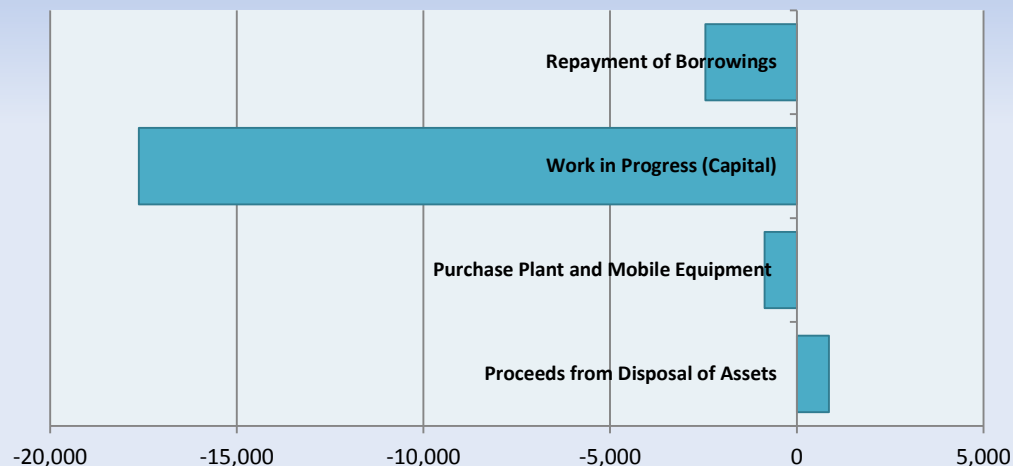 Repayment of Borrowings
Work in Progress (Capital)
Purchase Plant and Mobile Equipment
Proceeds from Disposal of Assets
-20,000 -15,000 -10,000 -5,000 0 5,000